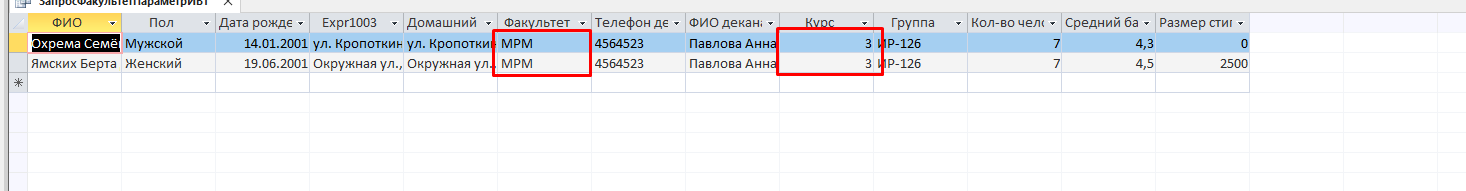 ЗапросФакультетПараметрИВТ
ФИО Пол Дата рожде Expr1003 Домашний Факультет Телефон де ФИО декана Курс Группа Кол-во чело Средний ба Размер стип
Охрема Семё Мужской 14.01.2001 ул. Кропоткин ул. Кропоткин МРМ 4564523 Павлова Анна 3 ИР-126 7 4,3 0
Ямских Берта Женский 19.06.2001 Окружная ул., Окружная ул., МРМ 4564523 Павлова Анна 3 ИР-126 7 4,5 2500